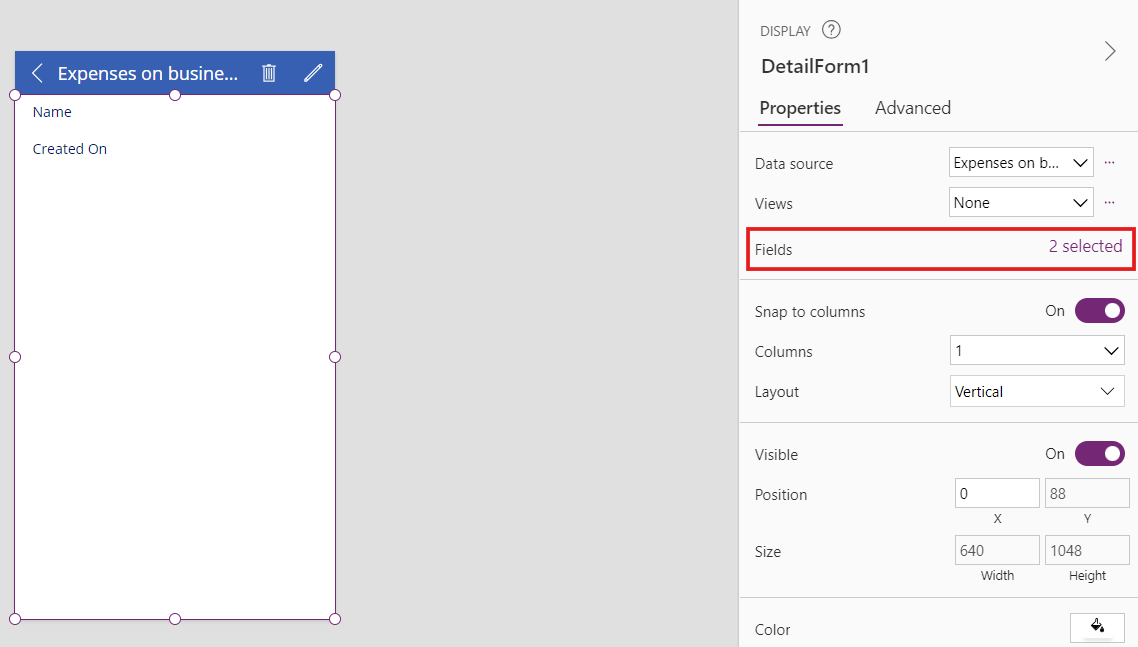 Expenses on busine...
Name
Created On
DISPLAY ?
DetailForm1
Properties Advanced
Data source Expenses on b... ...
Views None ...
Fields 2 selected
Snap to columns On
Columns 1
Layout Vertical
Visible On
Position 0 88
X Y
Size 640 1048
Width Height
Color